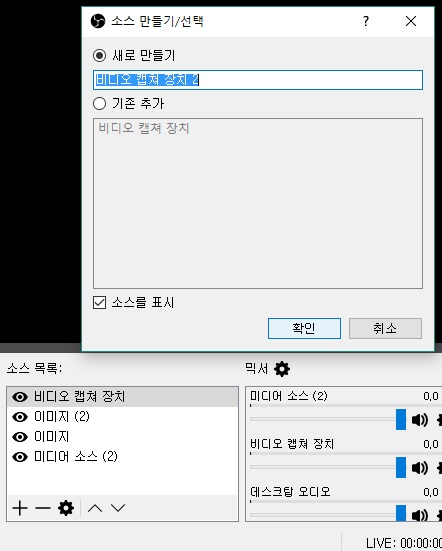 소스 만들기/선택
?
새로 만들기
비디오 캡쳐 장치 2
기존 추가
비디오 캡쳐 장치
소스를 표시
확인
취소
소스 목록:
믹서
비디오 캡쳐 장치
이미지 (2)
이미지
미디어 소스 (2)
미디어 소스 (2)
0,0
비디오 캡쳐 장치
0,0
데스크탑 오디오
0,0
LIVE: 00:00:00